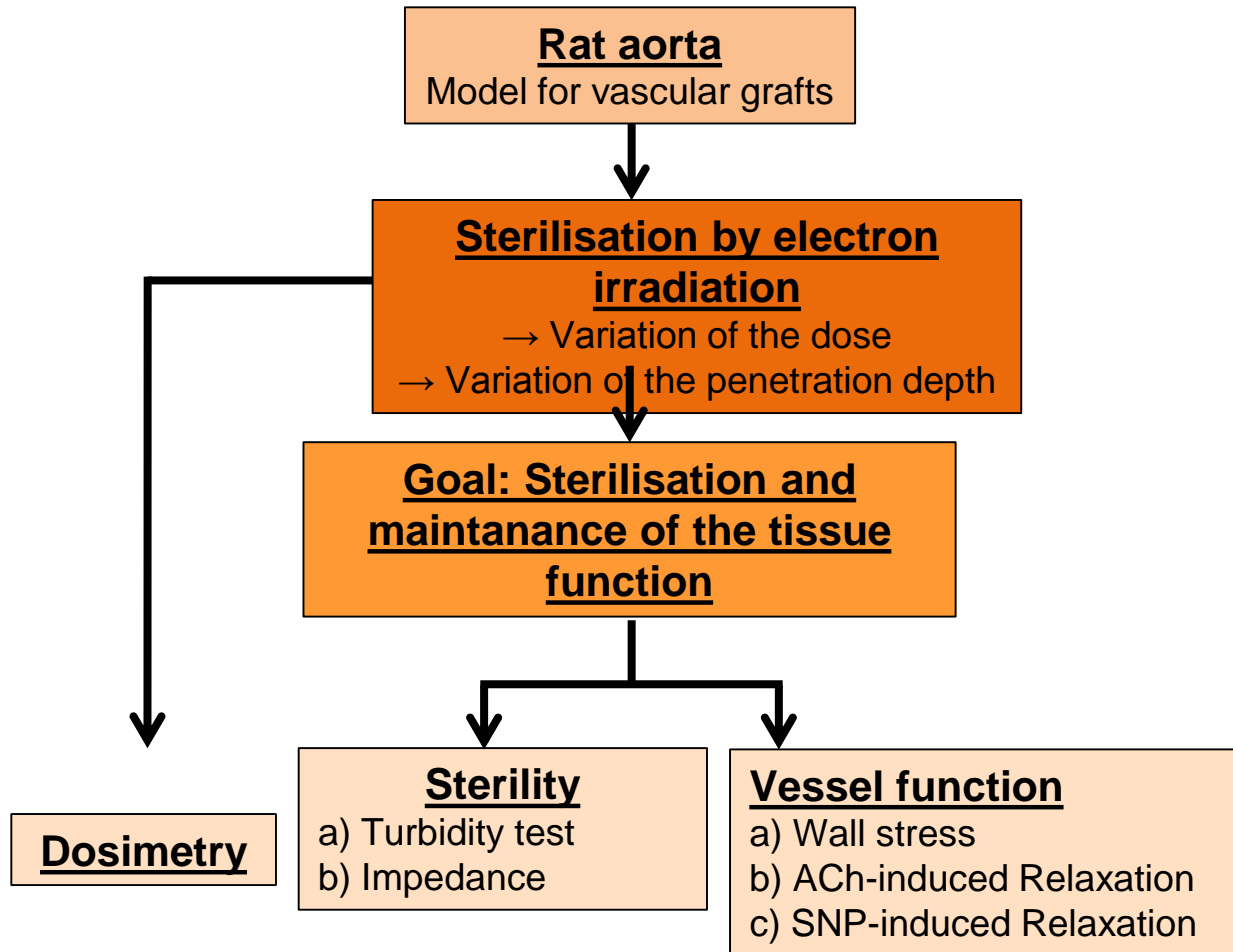 Rat aorta
Model for vascular grafts
Sterilisation by electron
irradiation
→ Variation of the dose
→ Variation of the penetration depth
Goal: Sterilisation and
maintanance of the tissue
function
Sterility
a) Turbidity test
b) Impedance
Vessel function
a) Wall stress
b) ACh-induced Relaxation
c) SNP-induced Relaxation
Dosimetry